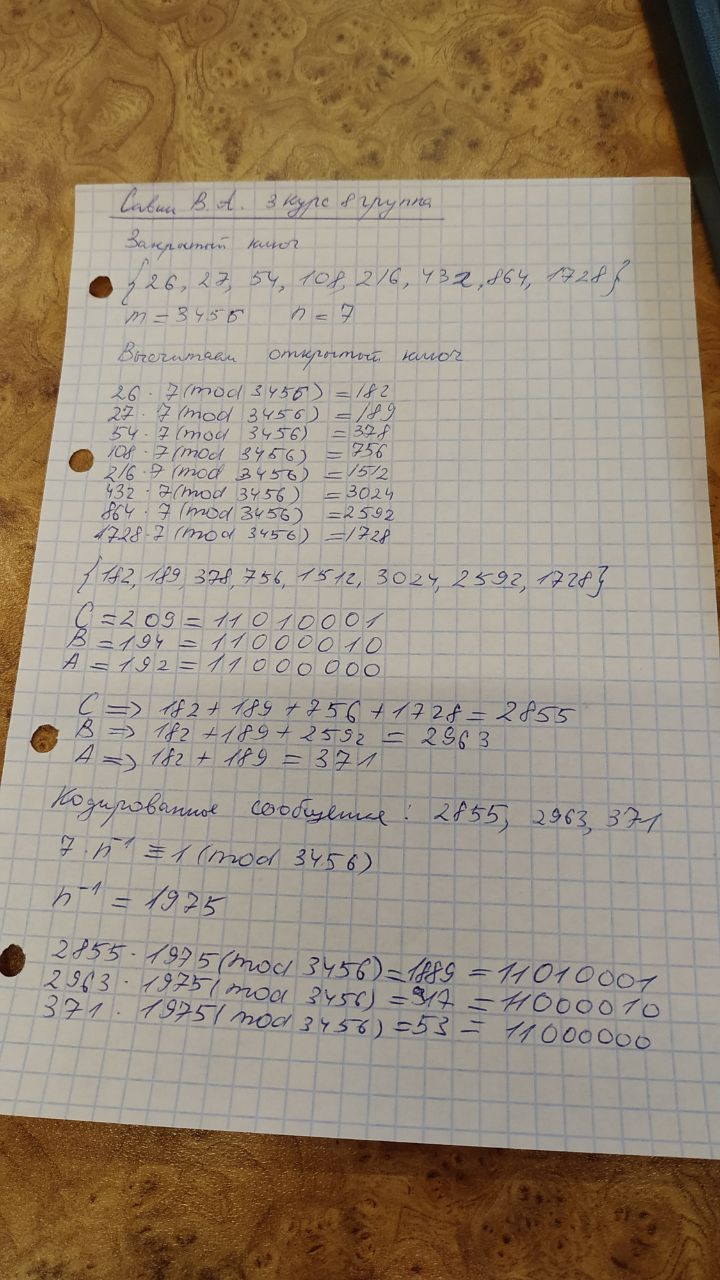 Савин В. А. 3 курс 8 группа
Закрытый ключ
{26, 27, 54, 108, 216, 432, 864, 1728}
m = 3456 n = 7
Высчитаем открытый ключ
26 · 7 (mod 3456) = 182
27 · 7 (mod 3456) = 189
54 · 7 (mod 3456) = 378
108 · 7 (mod 3456) = 756
216 · 7 (mod 3456) = 1512
432 · 7 (mod 3456) = 3024
864 · 7 (mod 3456) = 2592
1728 · 7 (mod 3456) = 1728
{182, 189, 378, 756, 1512, 3024, 2592, 1728}
C = 209 = 11010001
B = 194 = 11000010
A = 192 = 11000000
C => 182 + 189 + 756 + 1728 = 2855
B => 182 + 189 + 2592 = 2963
A => 182 + 189 = 371
Кодированные сообщения: 2855, 2963, 371
7 · n⁻¹ ≡ 1 (mod 3456)
n⁻¹ = 1975
2855 · 1975 (mod 3456) = 1889 = 11010001
2963 · 1975 (mod 3456) = 917 = 11000010
371 · 1975 (mod 3456) = 53 = 11000000